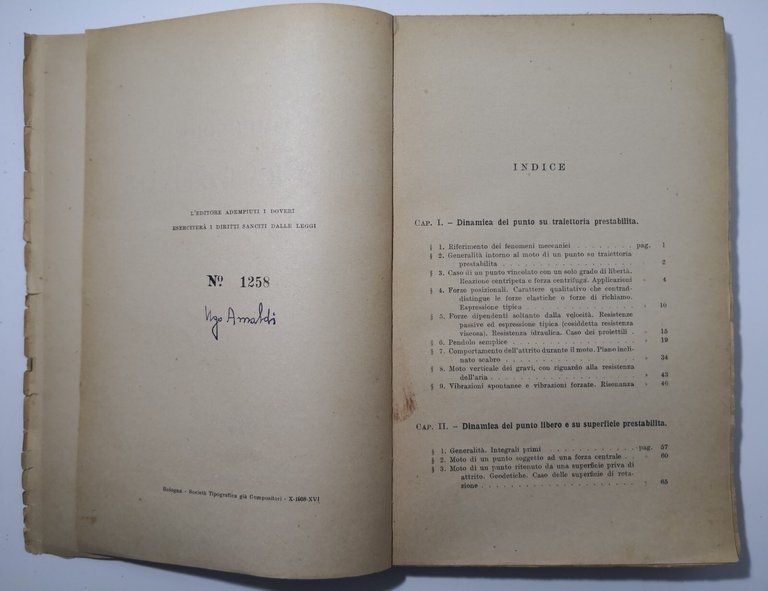 L'EDITORE ADEMPIUTI I DOVERI
ESERCITERÀ I DIRITTI SANCITI DALLE LEGGI
Nº 1258
Ugo Amaldi
Bologna - Società Tipografica già Compositori - X-1938-XVI
INDICE
CAP. I. – Dinamica del punto su traiettoria prestabilita.
§ 1. Riferimento dei fenomeni meccanici . . . . . . . . pag. 1
§ 2. Generalità intorno al moto di un punto su traiettoria
prestabilita . . . . . . . . . . . . . . . . . . » 2
§ 3. Caso di un punto vincolato con un solo grado di libertà.
Reazione centripeta e forza centrifuga. Applicazioni » 4
§ 4. Forze posizionali. Carattere qualitativo che contrad-
distingue le forze elastiche o forze di richiamo.
Espressione tipica . . . . . . . . . . . . . . . » 10
§ 5. Forze dipendenti soltanto dalla velocità. Resistenze
passive ed espressione tipica (cosiddetta resistenza
viscosa). Resistenza idraulica. Caso dei proiettili . » 15
§ 6. Pendolo semplice . . . . . . . . . . . . . . . . » 19
§ 7. Comportamento dell'attrito durante il moto. Piano incli-
nato scabro . . . . . . . . . . . . . . . . . . » 34
§ 8. Moto verticale dei gravi, con riguardo alla resistenza
dell'aria . . . . . . . . . . . . . . . . . . . » 43
§ 9. Vibrazioni spontanee e vibrazioni forzate. Risonanza » 46
CAP. II. – Dinamica del punto libero e su superficie prestabilita.
§ 1. Generalità. Integrali primi . . . . . . . . . . . pag. 57
§ 2. Moto di un punto soggetto ad una forza centrale . . » 60
§ 3. Moto di un punto ritenuto da una superficie priva di
attrito. Geodetiche. Caso delle superficie di rota-
zione . . . . . . . . . . . . . . . . . . . . . » 65